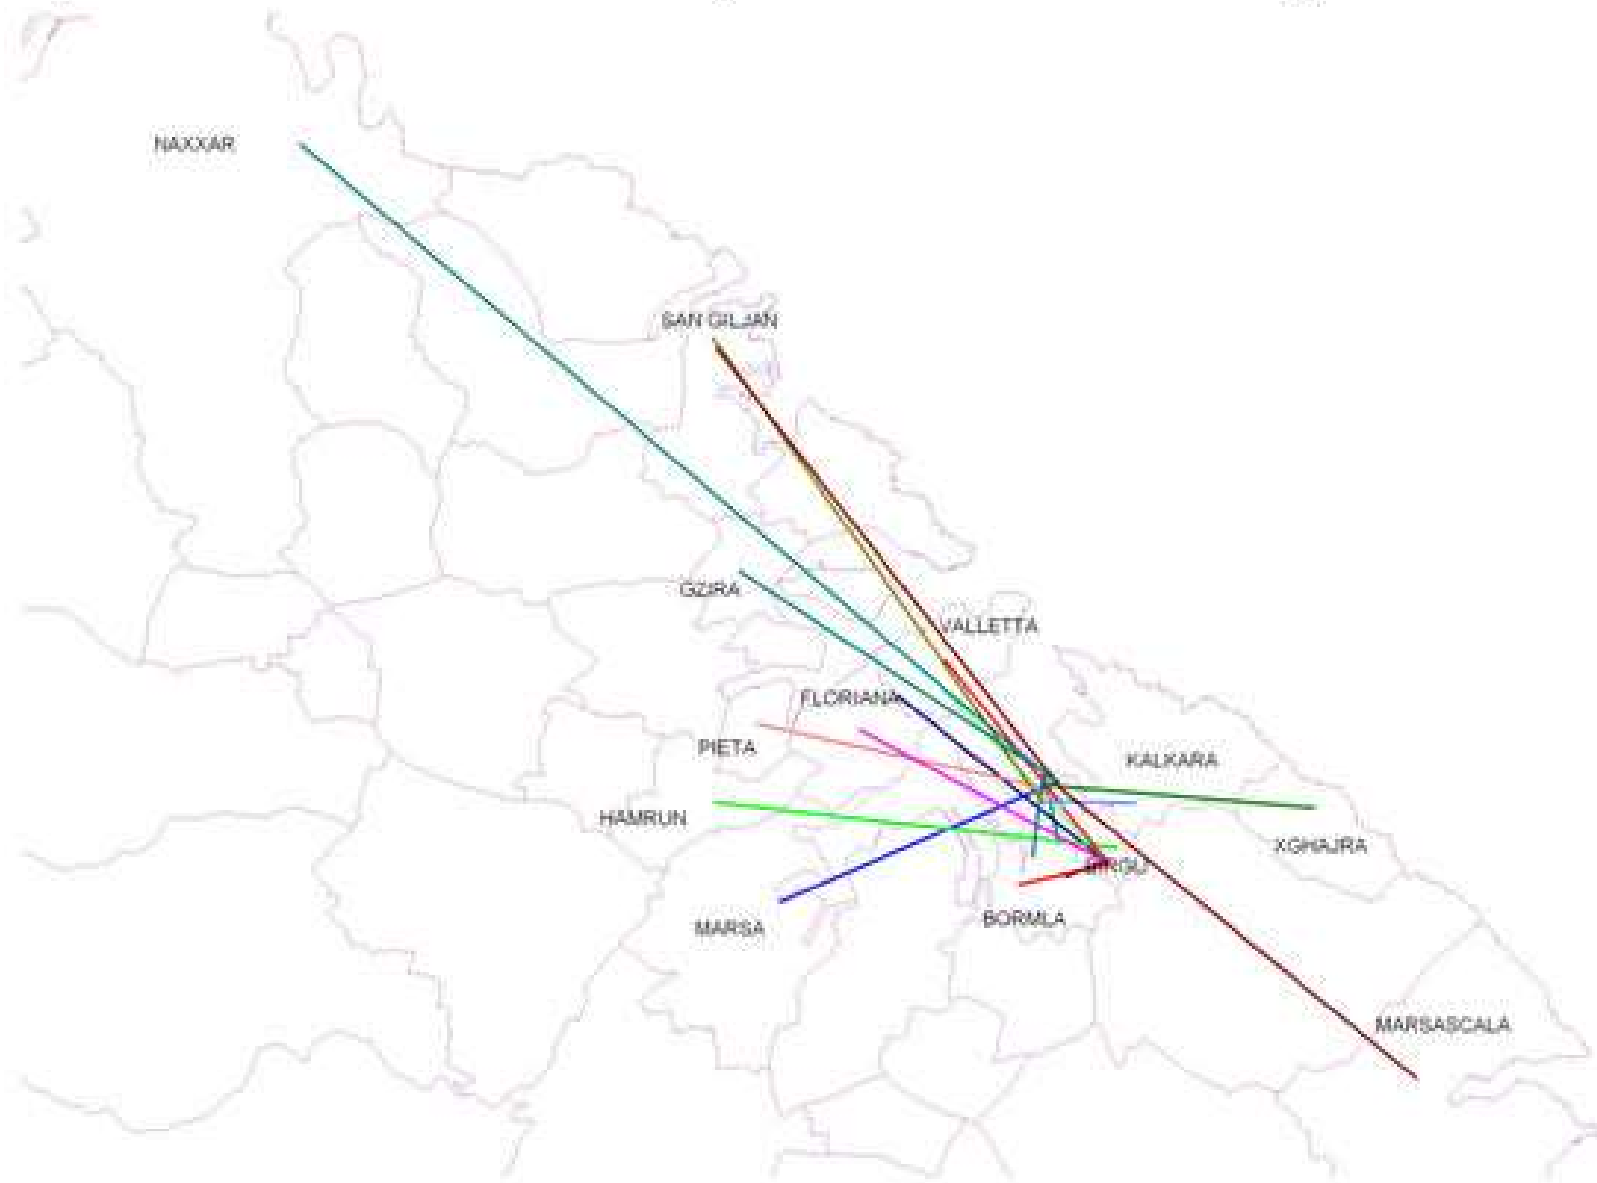 NAXXAR
SAN GILJAN
GZIRA
VALLETTA
FLORIANA
PIETA
KALKARA
HAMRUN
XGHAJRA
BIRGU
BORMLA
MARSA
MARSASCALA